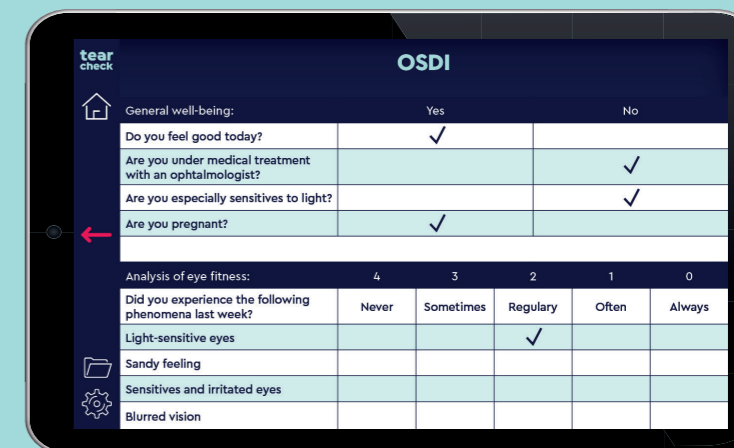 tear
check
OSDI
General well-being: Yes No
Do you feel good today?
Are you under medical treatment
with an ophtalmologist?
Are you especially sensitives to light?
Are you pregnant?
Analysis of eye fitness: 4 3 2 1 0
Did you experience the following
phenomena last week?
Never Sometimes Regulary Often Always
Light-sensitive eyes
Sandy feeling
Sensitives and irritated eyes
Blurred vision